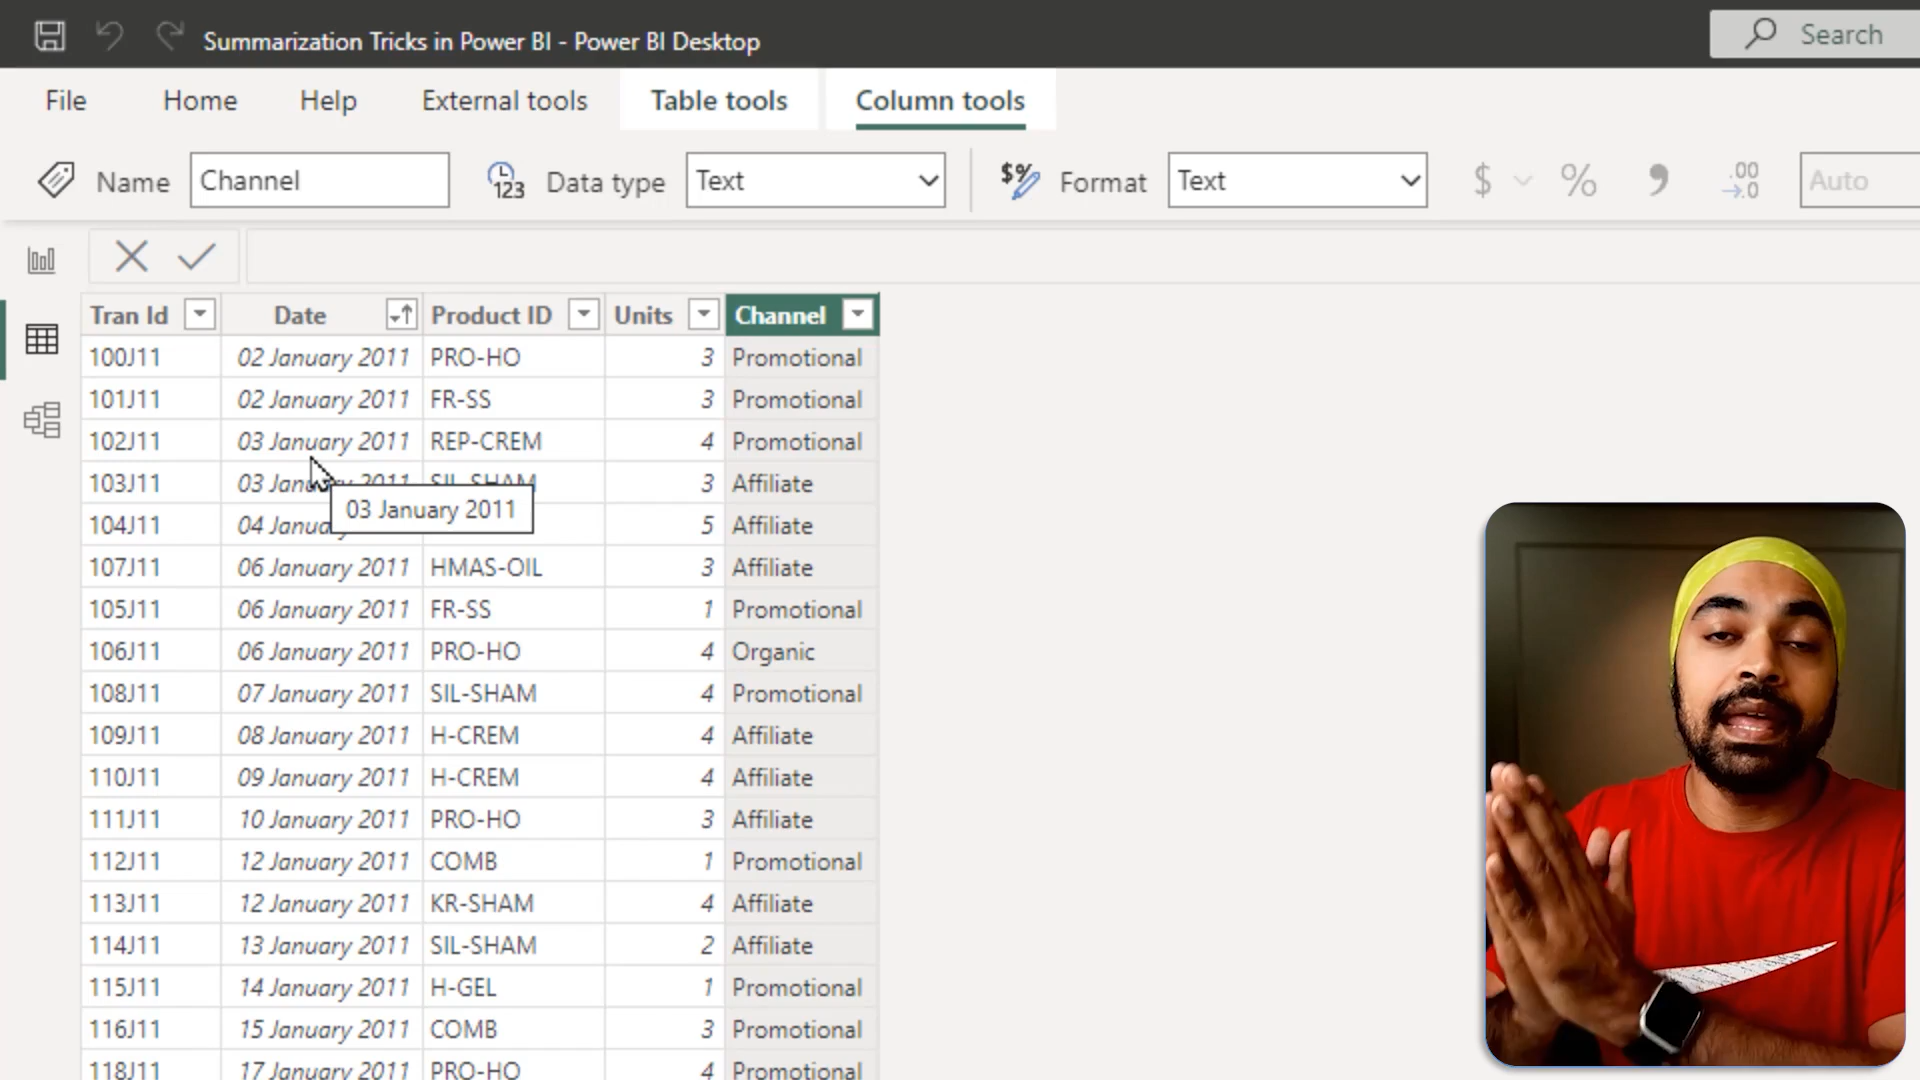 Summarization Tricks in Power BI - Power BI Desktop
Search
File Home Help External tools Table tools Column tools
Name Channel 123 Data type Text $% Format Text $ % , .00 →.0 Auto
Tran Id Date Product ID Units Channel
100J11 02 January 2011 PRO-HO 3 Promotional
101J11 02 January 2011 FR-SS 3 Promotional
102J11 03 January 2011 REP-CREM 4 Promotional
103J11 03 January 2011 SIL-SHAM 3 Affiliate
03 January 2011
104J11 04 Janua 5 Affiliate
107J11 06 January 2011 HMAS-OIL 3 Affiliate
105J11 06 January 2011 FR-SS 1 Promotional
106J11 06 January 2011 PRO-HO 4 Organic
108J11 07 January 2011 SIL-SHAM 4 Promotional
109J11 08 January 2011 H-CREM 4 Affiliate
110J11 09 January 2011 H-CREM 4 Affiliate
111J11 10 January 2011 PRO-HO 3 Affiliate
112J11 12 January 2011 COMB 1 Promotional
113J11 12 January 2011 KR-SHAM 4 Affiliate
114J11 13 January 2011 SIL-SHAM 2 Affiliate
115J11 14 January 2011 H-GEL 1 Promotional
116J11 15 January 2011 COMB 3 Promotional
118J11 17 January 2011 PRO-HO 4 Promotional